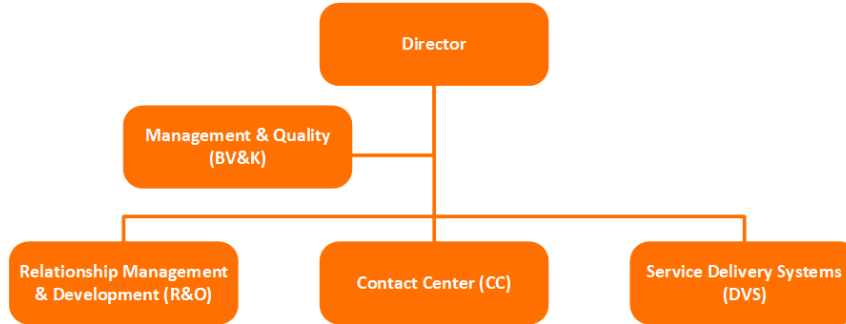 Director
Management & Quality
(BV&K)
Relationship Management
& Development (R&O)
Contact Center (CC)
Service Delivery Systems
(DVS)